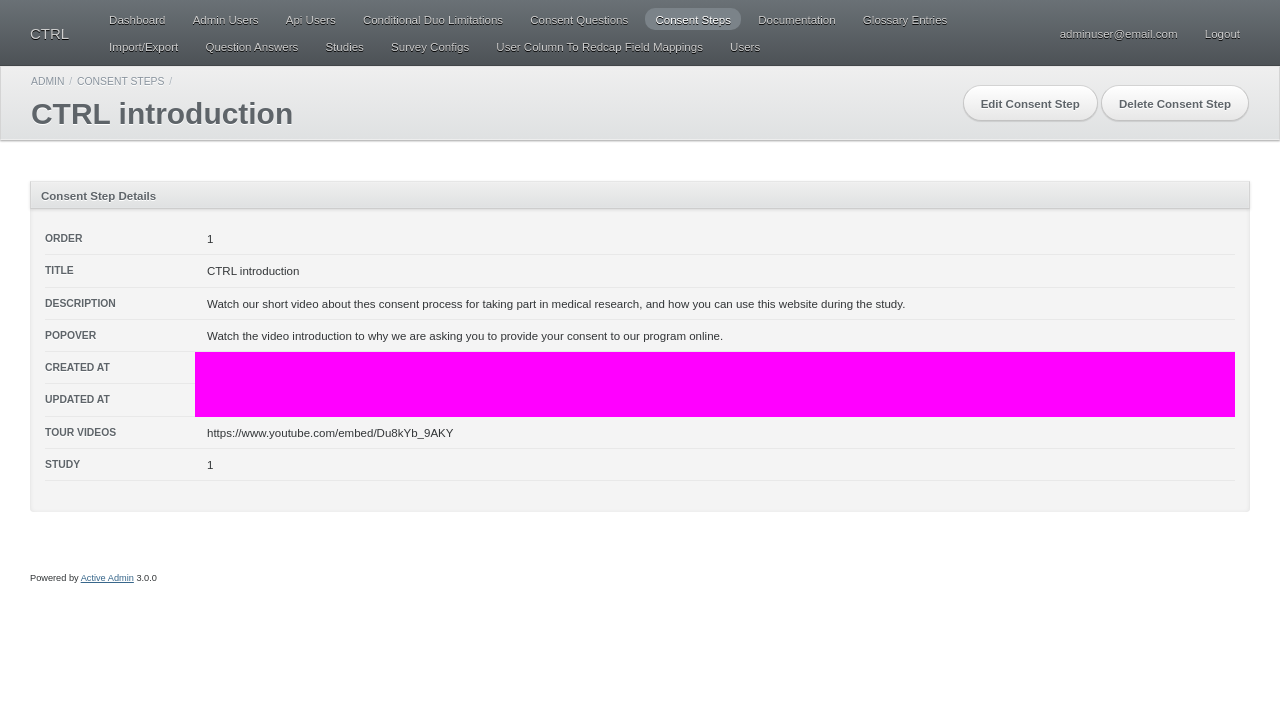 CTRL
Dashboard Admin Users Api Users Conditional Duo Limitations Consent Questions Consent Steps Documentation Glossary Entries
Import/Export Question Answers Studies Survey Configs User Column To Redcap Field Mappings Users
adminuser@email.com Logout
ADMIN / CONSENT STEPS /
CTRL introduction
Edit Consent Step Delete Consent Step
Consent Step Details
ORDER 1
TITLE CTRL introduction
DESCRIPTION Watch our short video about thes consent process for taking part in medical research, and how you can use this website during the study.
POPOVER Watch the video introduction to why we are asking you to provide your consent to our program online.
CREATED AT
UPDATED AT
TOUR VIDEOS https://www.youtube.com/embed/Du8kYb_9AKY
STUDY 1
Powered by Active Admin 3.0.0